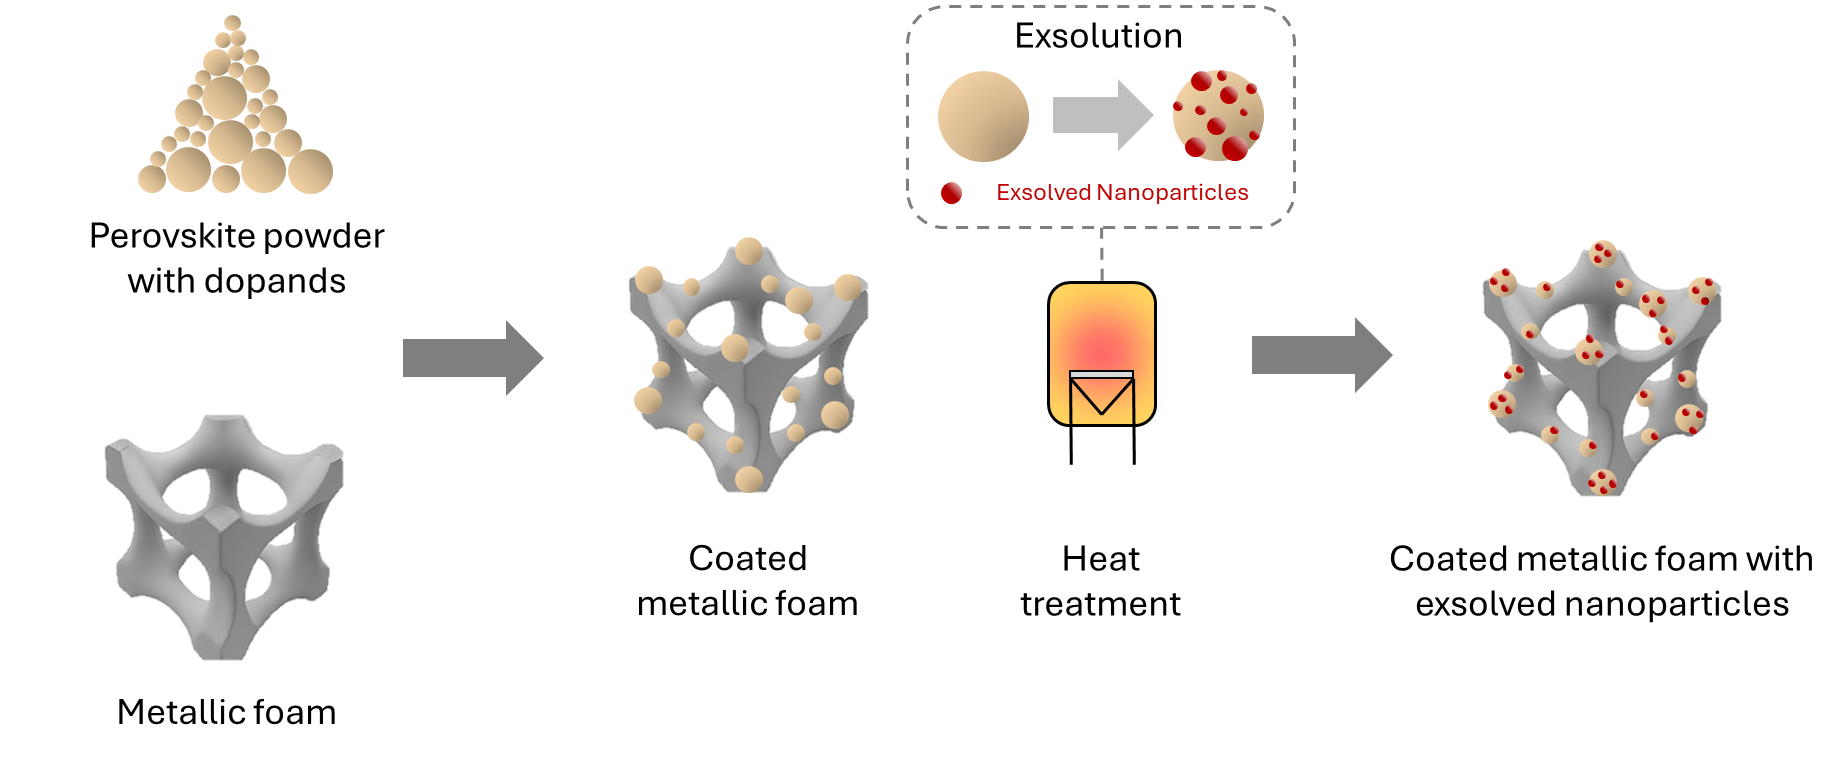 Exsolution
Exsolved Nanoparticles
Perovskite powder
with dopands
Metallic foam
Coated
metallic foam
Heat
treatment
Coated metallic foam with
exsolved nanoparticles